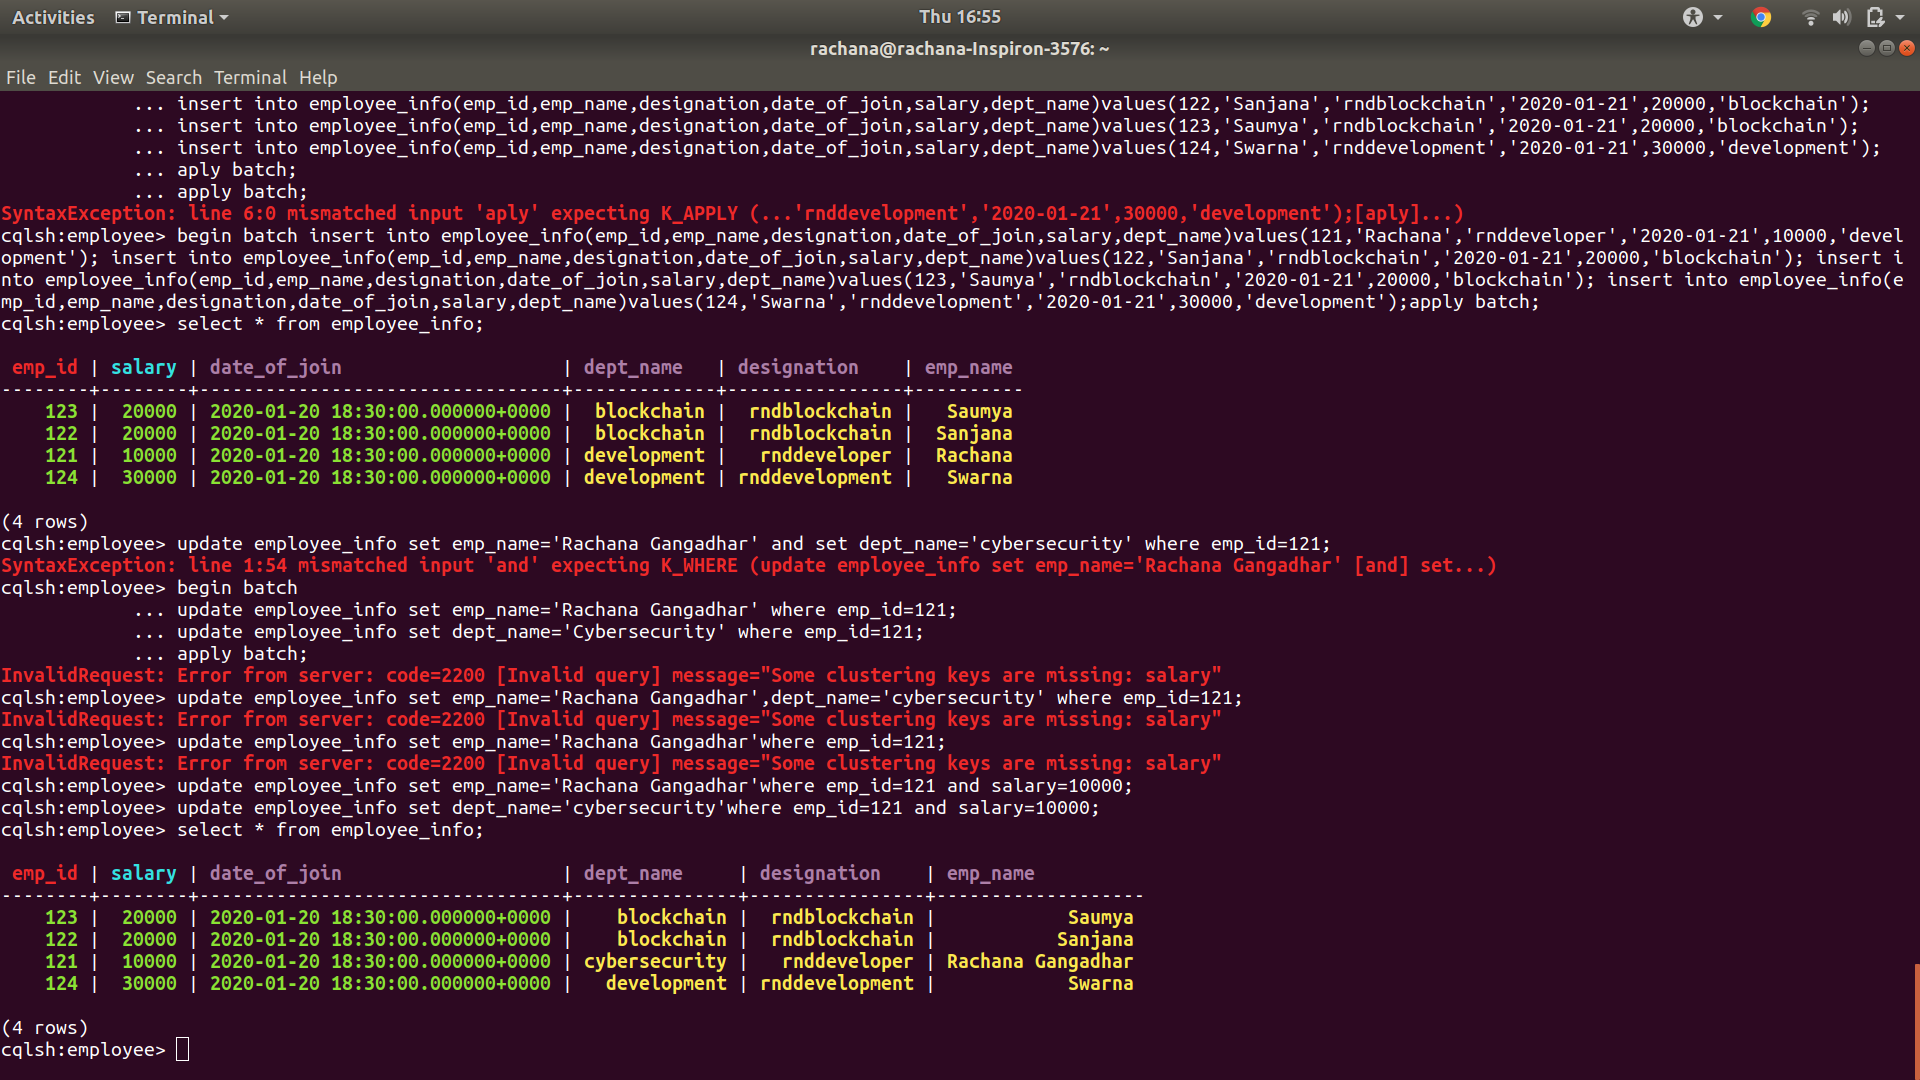 Activities Terminal Thu 16:55
rachana@rachana-Inspiron-3576: ~
File Edit View Search Terminal Help
... insert into employee_info(emp_id,emp_name,designation,date_of_join,salary,dept_name)values(122,'Sanjana','rndblockchain','2020-01-21',20000,'blockchain');
... insert into employee_info(emp_id,emp_name,designation,date_of_join,salary,dept_name)values(123,'Saumya','rndblockchain','2020-01-21',20000,'blockchain');
... insert into employee_info(emp_id,emp_name,designation,date_of_join,salary,dept_name)values(124,'Swarna','rnddevelopment','2020-01-21',30000,'development');
... aply batch;
... apply batch;
SyntaxException: line 6:0 mismatched input 'aply' expecting K_APPLY (...'rnddevelopment','2020-01-21',30000,'development');[aply]...)
cqlsh:employee> begin batch insert into employee_info(emp_id,emp_name,designation,date_of_join,salary,dept_name)values(121,'Rachana','rnddeveloper','2020-01-21',10000,'devel
opment'); insert into employee_info(emp_id,emp_name,designation,date_of_join,salary,dept_name)values(122,'Sanjana','rndblockchain','2020-01-21',20000,'blockchain'); insert i
nto employee_info(emp_id,emp_name,designation,date_of_join,salary,dept_name)values(123,'Saumya','rndblockchain','2020-01-21',20000,'blockchain'); insert into employee_info(e
mp_id,emp_name,designation,date_of_join,salary,dept_name)values(124,'Swarna','rnddevelopment','2020-01-21',30000,'development');apply batch;
cqlsh:employee> select * from employee_info;
emp_id | salary | date_of_join | dept_name | designation | emp_name
--------+--------+---------------------------------+-------------+----------------+----------
123 | 20000 | 2020-01-20 18:30:00.000000+0000 | blockchain | rndblockchain | Saumya
122 | 20000 | 2020-01-20 18:30:00.000000+0000 | blockchain | rndblockchain | Sanjana
121 | 10000 | 2020-01-20 18:30:00.000000+0000 | development | rnddeveloper | Rachana
124 | 30000 | 2020-01-20 18:30:00.000000+0000 | development | rnddevelopment | Swarna
(4 rows)
cqlsh:employee> update employee_info set emp_name='Rachana Gangadhar' and set dept_name='cybersecurity' where emp_id=121;
SyntaxException: line 1:54 mismatched input 'and' expecting K_WHERE (update employee_info set emp_name='Rachana Gangadhar' [and] set...)
cqlsh:employee> begin batch
... update employee_info set emp_name='Rachana Gangadhar' where emp_id=121;
... update employee_info set dept_name='Cybersecurity' where emp_id=121;
... apply batch;
InvalidRequest: Error from server: code=2200 [Invalid query] message="Some clustering keys are missing: salary"
cqlsh:employee> update employee_info set emp_name='Rachana Gangadhar',dept_name='cybersecurity' where emp_id=121;
InvalidRequest: Error from server: code=2200 [Invalid query] message="Some clustering keys are missing: salary"
cqlsh:employee> update employee_info set emp_name='Rachana Gangadhar'where emp_id=121;
InvalidRequest: Error from server: code=2200 [Invalid query] message="Some clustering keys are missing: salary"
cqlsh:employee> update employee_info set emp_name='Rachana Gangadhar'where emp_id=121 and salary=10000;
cqlsh:employee> update employee_info set dept_name='cybersecurity'where emp_id=121 and salary=10000;
cqlsh:employee> select * from employee_info;
emp_id | salary | date_of_join | dept_name | designation | emp_name
--------+--------+---------------------------------+---------------+----------------+-------------------
123 | 20000 | 2020-01-20 18:30:00.000000+0000 | blockchain | rndblockchain | Saumya
122 | 20000 | 2020-01-20 18:30:00.000000+0000 | blockchain | rndblockchain | Sanjana
121 | 10000 | 2020-01-20 18:30:00.000000+0000 | cybersecurity | rnddeveloper | Rachana Gangadhar
124 | 30000 | 2020-01-20 18:30:00.000000+0000 | development | rnddevelopment | Swarna
(4 rows)
cqlsh:employee>